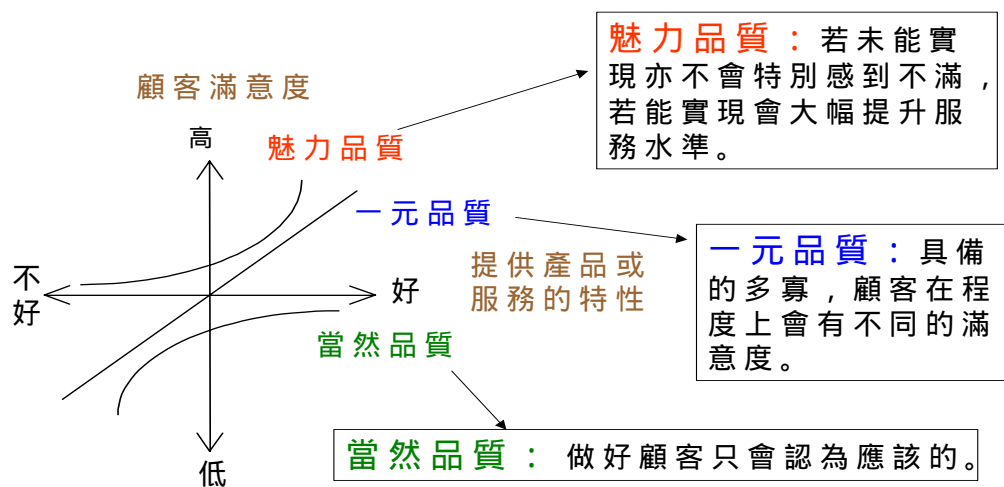 魅力品質：若未能實
現亦不會特別感到不滿，
若能實現會大幅提升服
務水準。
顧客滿意度
高
魅力品質
一元品質
一元品質：具備
的多寡，顧客在程
度上會有不同的滿
意度。
提供產品或
服務的特性
不
好
好
當然品質
當然品質：做好顧客只會認為應該的。
低